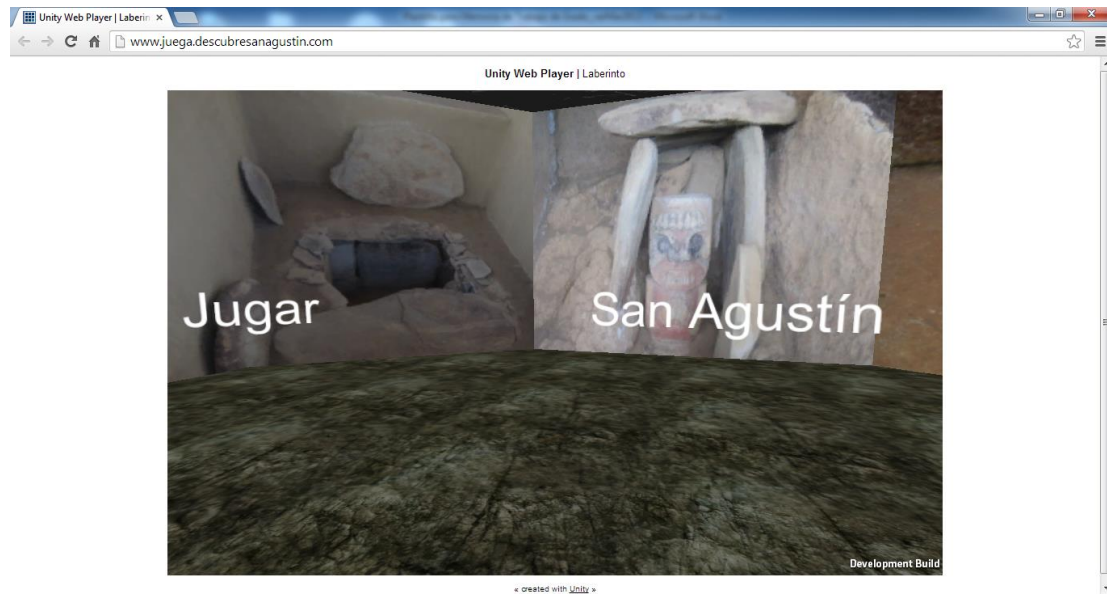 Unity Web Player | Laberin
www.juega.descubresanagustin.com
Unity Web Player | Laberinto
Jugar
San Agustín
Development Build
« created with Unity »